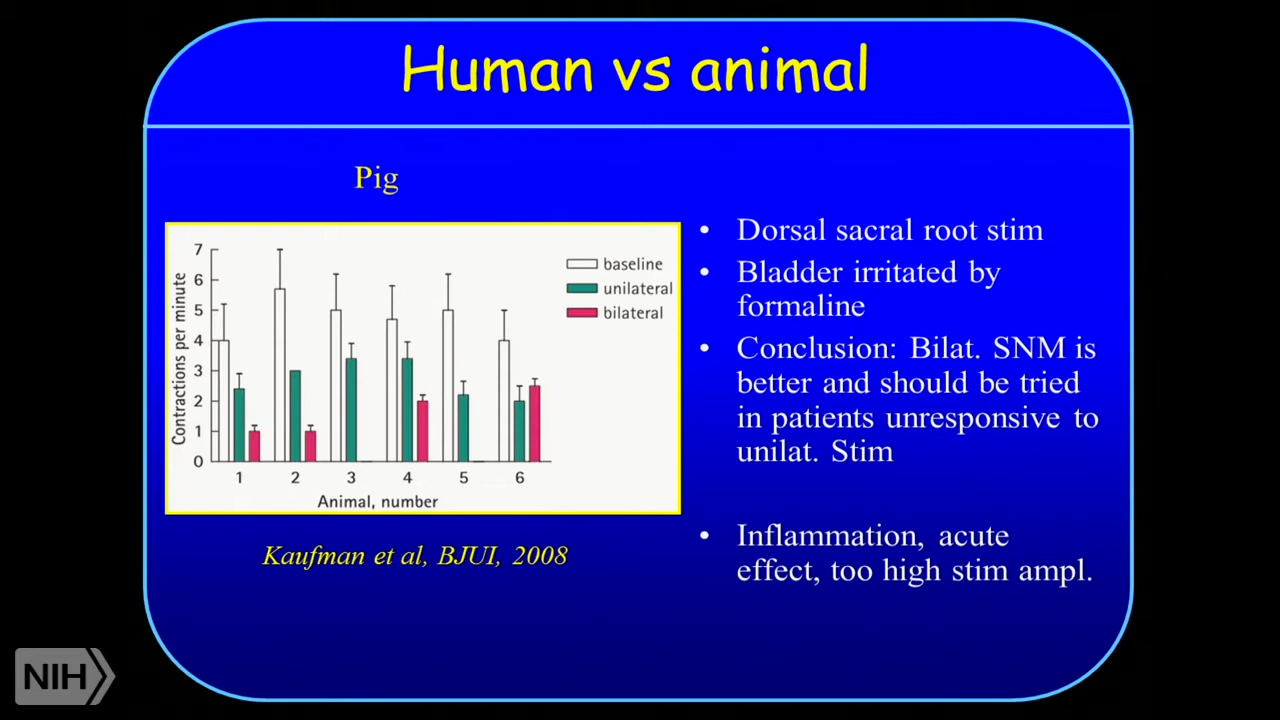 Human vs animal
Pig
7
6
5
4
3
2
1
0
Contractions per minute
baseline
unilateral
bilateral
1 2 3 4 5 6
Animal, number
Kaufman et al, BJUI, 2008
• Dorsal sacral root stim
• Bladder irritated by
formaline
• Conclusion: Bilat. SNM is
better and should be tried
in patients unresponsive to
unilat. Stim
• Inflammation, acute
effect, too high stim ampl.
NIH